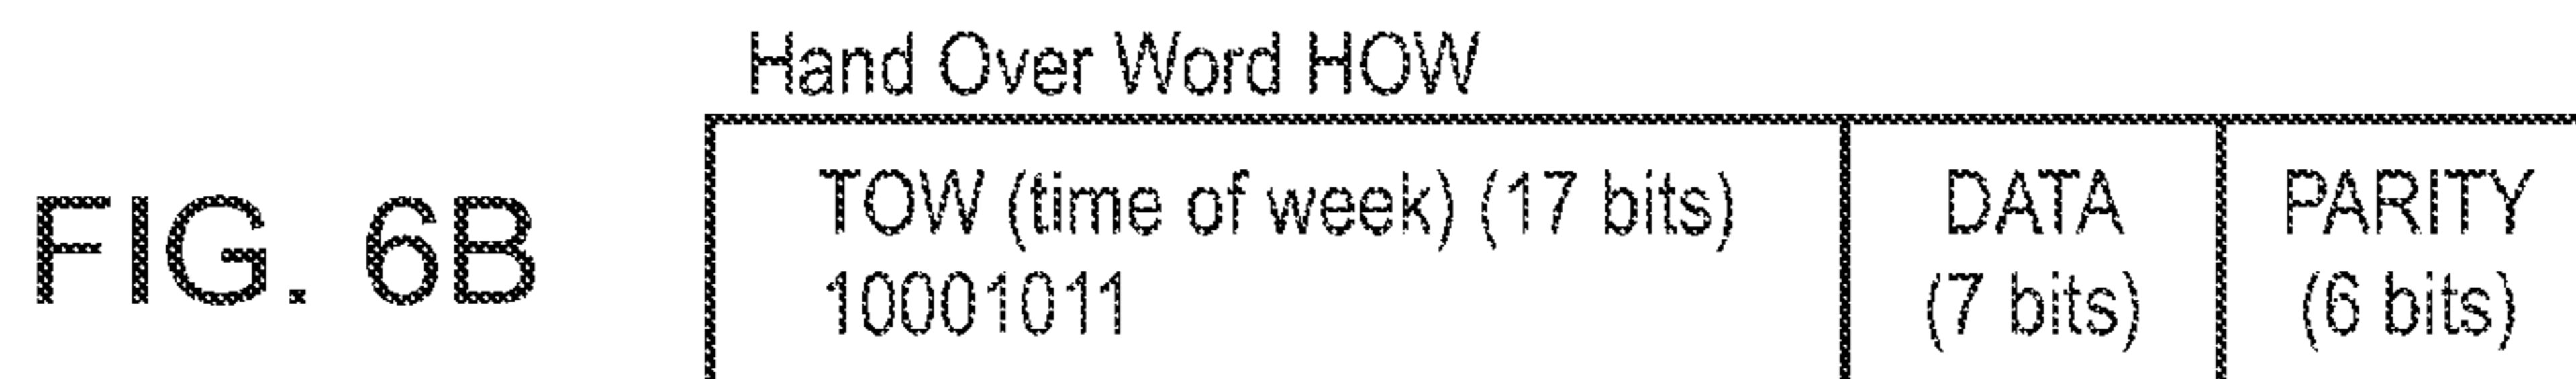 Hand Over Word HOW
FIG. 6B
TOW (time of week) (17 bits)
10001011
DATA
(7 bits)
PARITY
(6 bits)